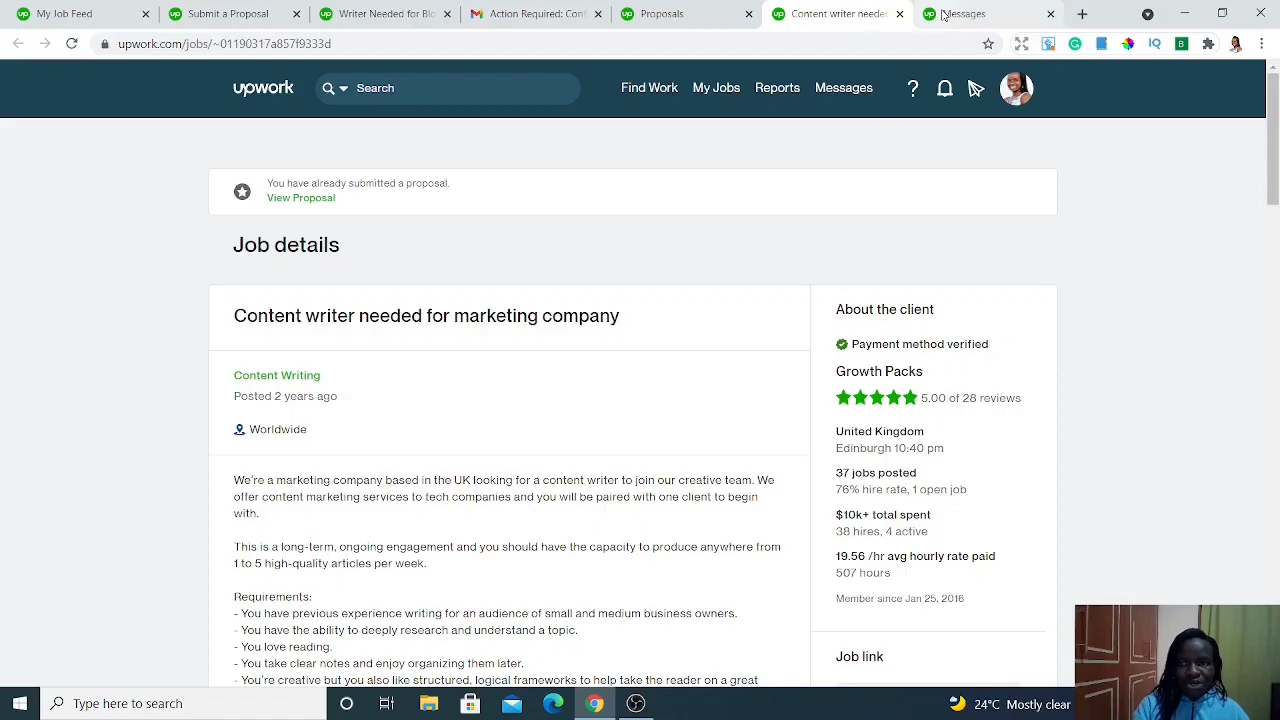 My Job Feed
Submit a Proposal
Writer Needed for Blo
Action Required: Conf
Proposals
Content writer neede
Messages
upwork.com/jobs/~01190317a857f9333d
upwork
Search
Find Work
My Jobs
Reports
Messages
You have already submitted a proposal.
View Proposal
Job details
Content writer needed for marketing company
Content Writing
Posted 2 years ago
Worldwide
We're a marketing company based in the UK looking for a content writer to join our creative team. We
offer content marketing services to tech companies and you will be paired with one client to begin
with.
This is a long-term, ongoing engagement and you should have the capacity to produce anywhere from
1 to 5 high-quality articles per week.
Requirements:
- You have previous experience writing for an audience of small and medium business owners.
- You have the ability to deeply research and understand a topic.
- You love reading.
- You take clear notes and enjoy organizing them later.
- You're creative but you also like structured, logical frameworks to help take the reader on a great
About the client
Payment method verified
Growth Packs
5.00 of 28 reviews
United Kingdom
Edinburgh 10:40 pm
37 jobs posted
76% hire rate, 1 open job
$10k+ total spent
38 hires, 4 active
19.56 /hr avg hourly rate paid
507 hours
Member since Jan 25, 2016
Job link
Type here to search
24°C Mostly clear